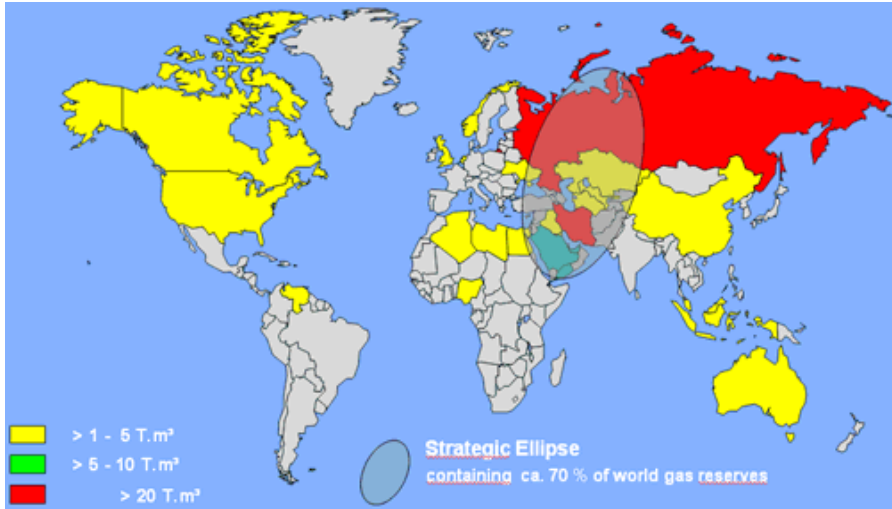 > 1 - 5 T.m³
> 5 - 10 T.m³
> 20 T.m³
Strategic Ellipse
containing ca. 70 % of world gas reserves